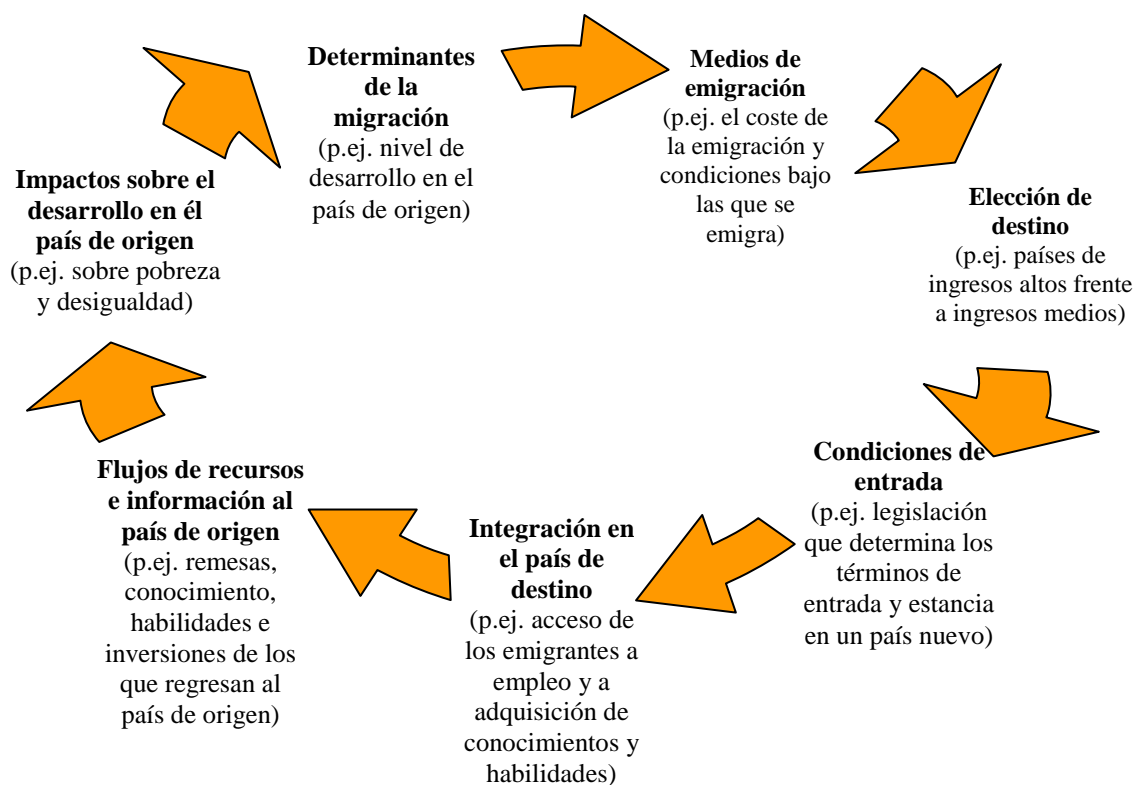 Determinantes
de la
migración
(p.ej. nivel de
desarrollo en el
país de origen)
Medios de
emigración
(p.ej. el coste de
la emigración y
condiciones bajo
las que se
emigra)
Elección de
destino
(p.ej. países de
ingresos altos frente
a ingresos medios)
Condiciones de
entrada
(p.ej. legislación
que determina los
términos de
entrada y estancia
en un país nuevo)
Integración en
el país de
destino
(p.ej. acceso de
los emigrantes a
empleo y a
adquisición de
conocimientos y
habilidades)
Flujos de recursos
e información al
país de origen
(p.ej. remesas,
conocimiento,
habilidades e
inversiones de los
que regresan al
país de origen)
Impactos sobre el
desarrollo en él
país de origen
(p.ej. sobre pobreza
y desigualdad)